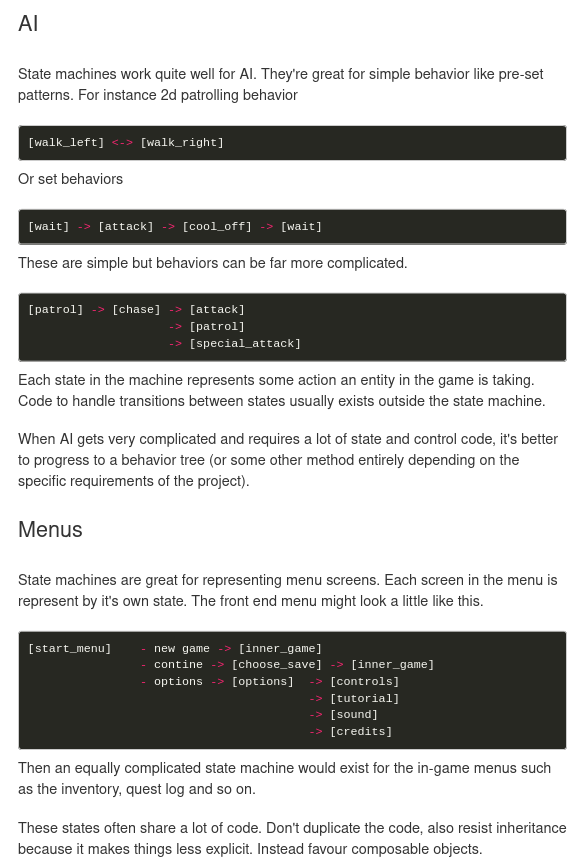 AI
State machines work quite well for AI. They're great for simple behavior like pre-set
patterns. For instance 2d patrolling behavior
[walk_left] <-> [walk_right]
Or set behaviors
[wait] -> [attack] -> [cool_off] -> [wait]
These are simple but behaviors can be far more complicated.
[patrol] -> [chase] -> [attack]
-> [patrol]
-> [special_attack]
Each state in the machine represents some action an entity in the game is taking.
Code to handle transitions between states usually exists outside the state machine.
When AI gets very complicated and requires a lot of state and control code, it's better
to progress to a behavior tree (or some other method entirely depending on the
specific requirements of the project).
Menus
State machines are great for representing menu screens. Each screen in the menu is
represent by it's own state. The front end menu might look a little like this.
[start_menu] - new game -> [inner_game]
- contine -> [choose_save] -> [inner_game]
- options -> [options] -> [controls]
-> [tutorial]
-> [sound]
-> [credits]
Then an equally complicated state machine would exist for the in-game menus such
as the inventory, quest log and so on.
These states often share a lot of code. Don't duplicate the code, also resist inheritance
because it makes things less explicit. Instead favour composable objects.